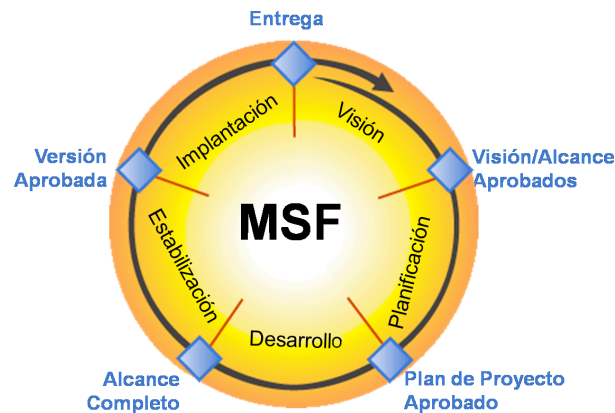 Entrega
Implantación
Visión
Versión
Aprobada
Visión/Alcance
Aprobados
MSF
Estabilización
Planificación
Desarrollo
Alcance
Completo
Plan de Proyecto
Aprobado